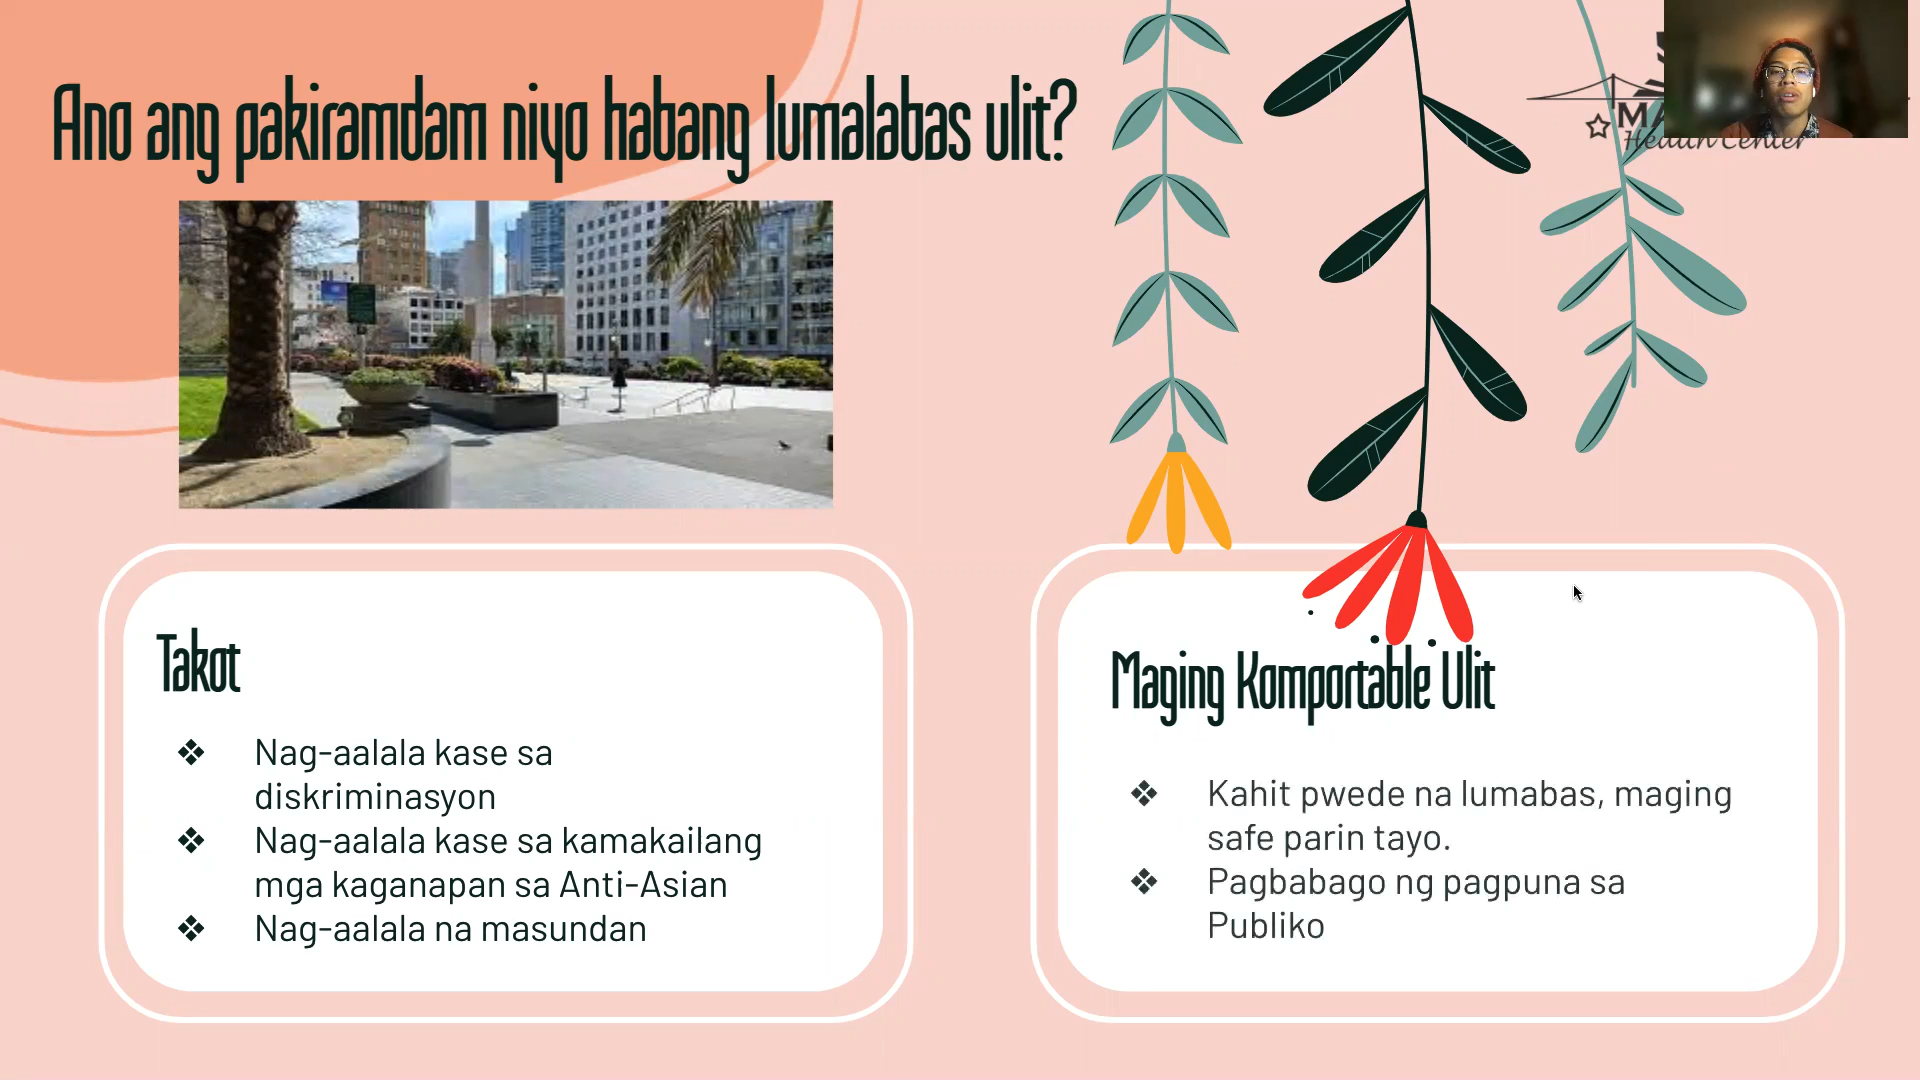 Ano ang pakiramdam niyo habang lumalabas ulit?
Health Center
Takot
❖ Nag-aalala kase sa
diskriminasyon
❖ Nag-aalala kase sa kamakailang
mga kaganapan sa Anti-Asian
❖ Nag-aalala na masundan
Maging Komportable Ulit
❖ Kahit pwede na lumabas, maging
safe parin tayo.
❖ Pagbabago ng pagpuna sa
Publiko